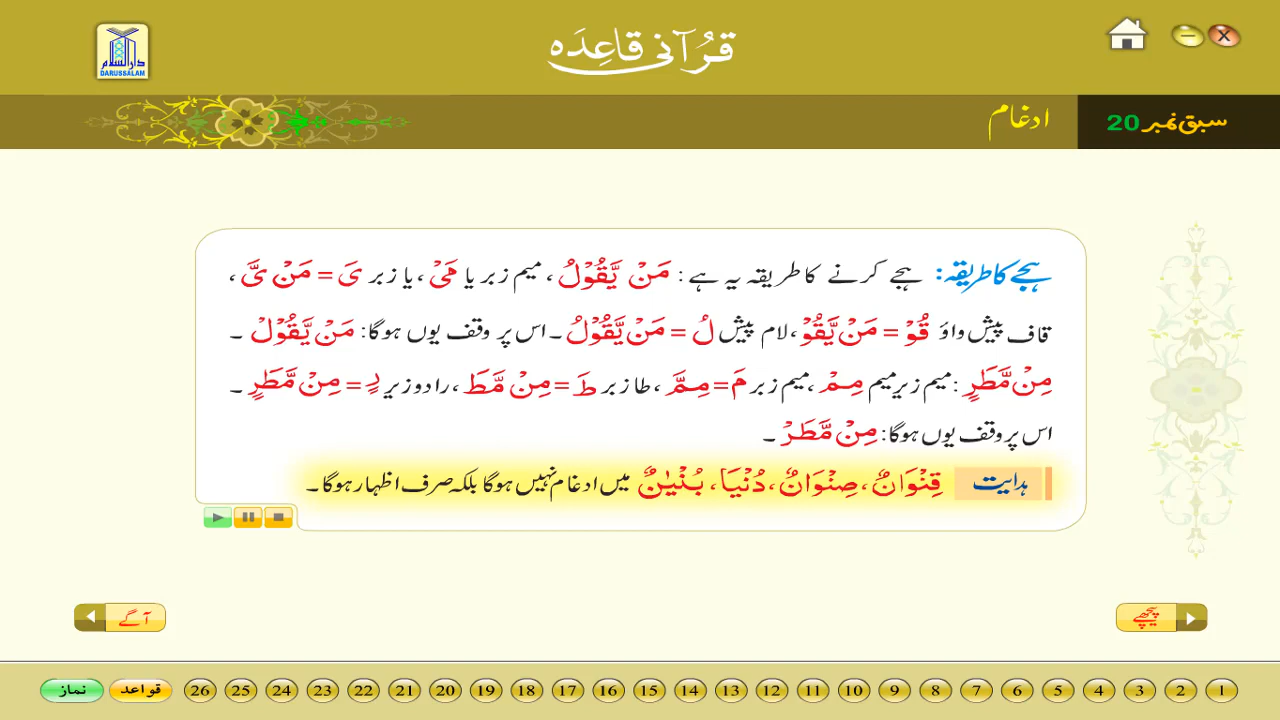 قرآنی قاعِدَہ
دارالسلام
DARUSSALAM
سبق نمبر 20
ادغام
ہجے کا طریقہ: ہجے کرنے کا طریقہ یہ ہے: مَنْ يَّقُوْلُ، میم زبر یا مَیْ، یا زبر یَ = مَنْ يَّ،
قاف پیش واؤ قُوْ = مَنْ يَّقُوْ، لام پیش لُ = مَنْ يَّقُوْلُ۔ اس پر وقف یوں ہوگا: مَنْ يَّقُوْلْ۔
مِنْ مَّطَرٍ: میم زیر میم مِمْ، میم زبر مَ = مِمَّ، طا زبر طَ = مِنْ مَّطَ، را دو زیر رٍ = مِنْ مَّطَرٍ۔
اس پر وقف یوں ہوگا: مِنْ مَّطَرْ۔
ہدایت قِنْوَانٌ، صِنْوَانٌ، دُنْیَا، بُنْیٰنٌ میں ادغام نہیں ہوگا بلکہ صرف اظہار ہوگا۔
پیچھے
آگے
1 2 3 4 5 6 7 8 9 10 11 12 13 14 15 16 17 18 19 20 21 22 23 24 25 26 قواعد نماز